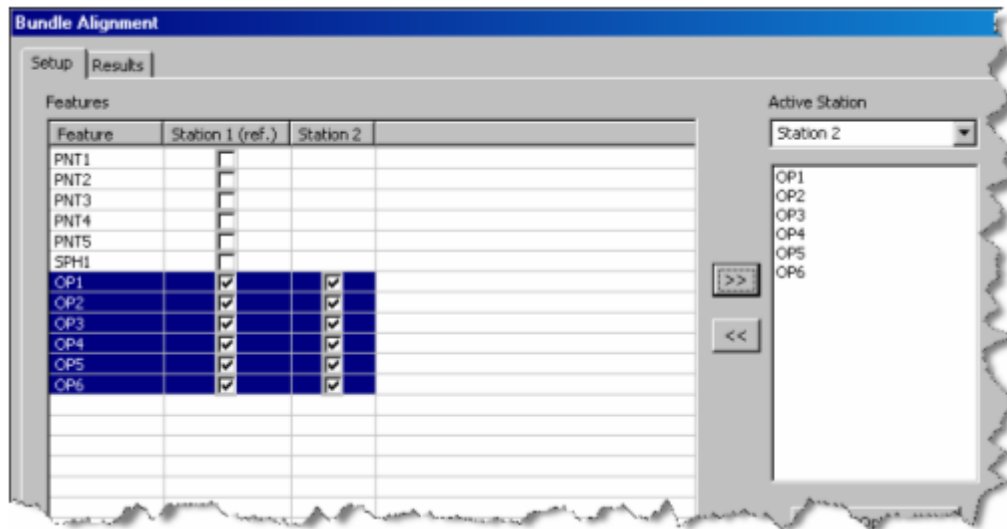 Bundle Alignment
Setup Results
Features
Feature Station 1 (ref.) Station 2
PNT1
PNT2
PNT3
PNT4
PNT5
SPH1
OP1
OP2
OP3
OP4
OP5
OP6
>>
<<
Active Station
Station 2
OP1
OP2
OP3
OP4
OP5
OP6